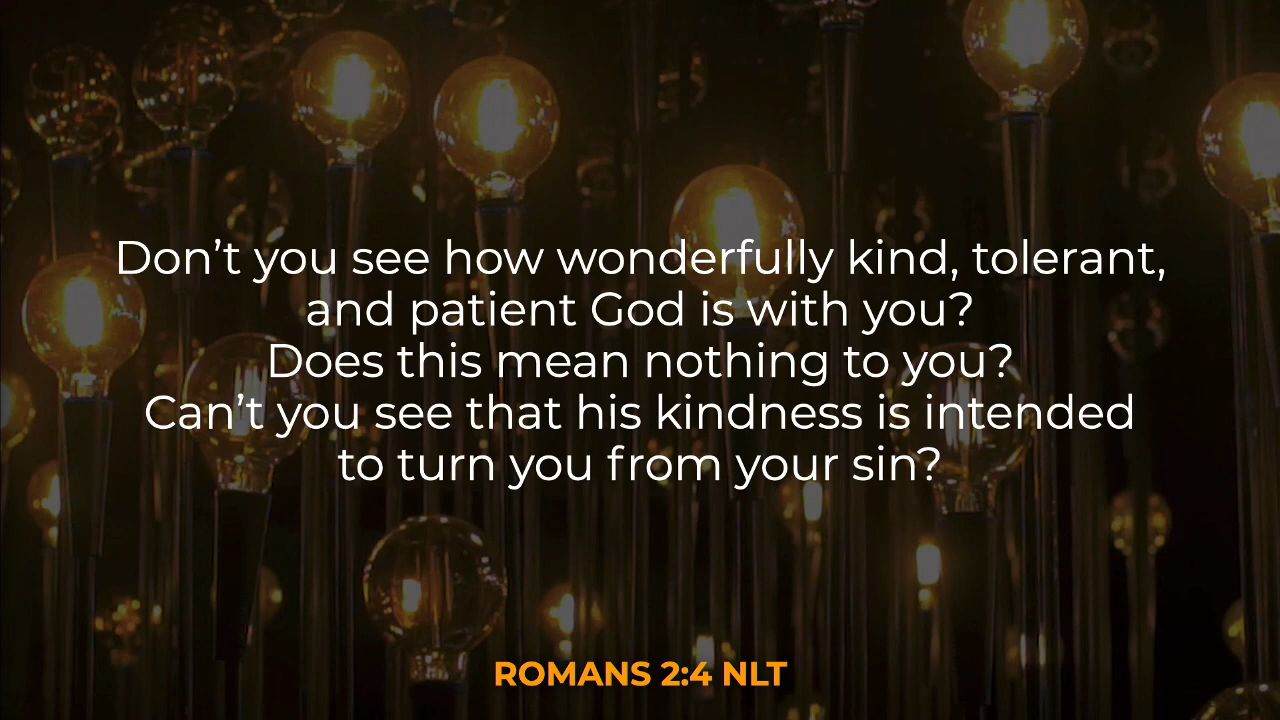 Don’t you see how wonderfully kind, tolerant,
and patient God is with you?
Does this mean nothing to you?
Can’t you see that his kindness is intended
to turn you from your sin?
ROMANS 2:4 NLT